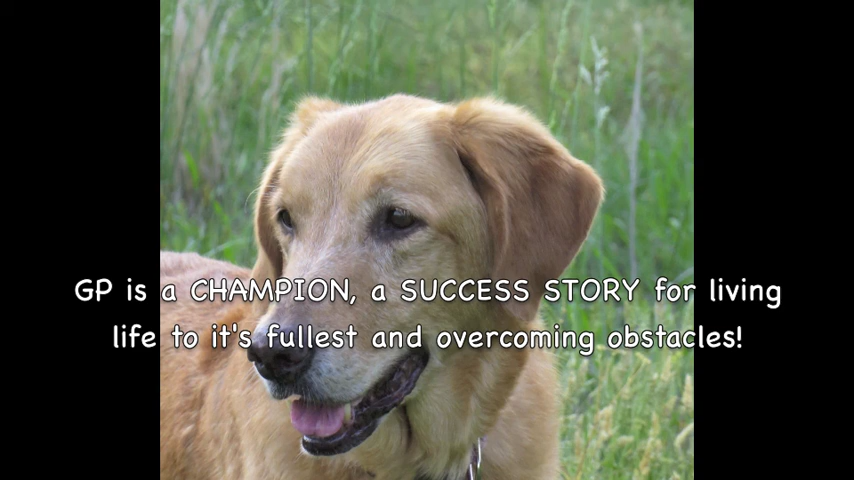 GP is a CHAMPION, a SUCCESS STORY for living
life to it's fullest and overcoming obstacles!